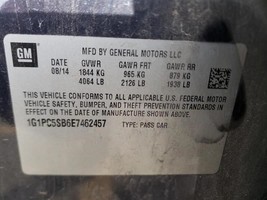 GM
MFD BY GENERAL MOTORS LLC
DATE GVWR GAWR FRT GAWR RR
06/14 1844 KG 965 KG 879 KG
4064 LB 2126 LB 1938 LB
THIS VEHICLE CONFORMS TO ALL APPLICABLE U.S. FEDERAL MOTOR
VEHICLE SAFETY, BUMPER, AND THEFT PREVENTION STANDARDS IN
EFFECT ON THE DATE OF MANUFACTURE SHOWN ABOVE.
1G1PC5SB6E7462457 TYPE: PASS CAR